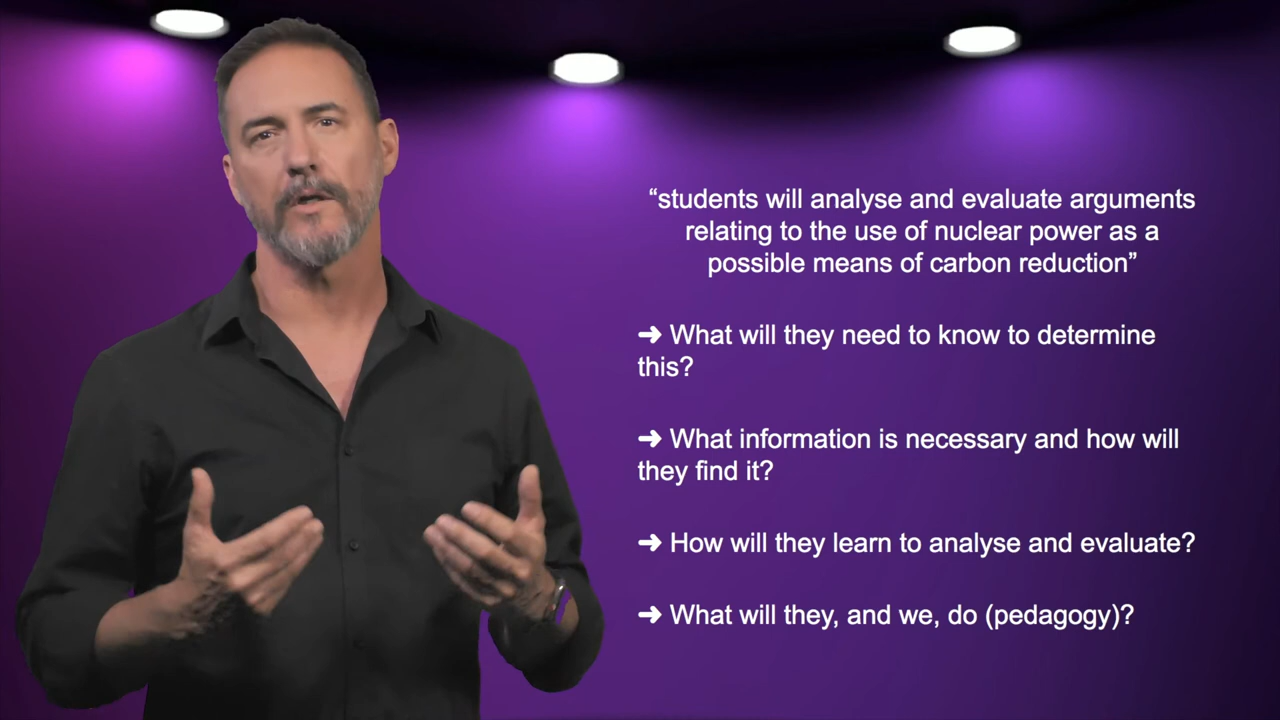 “students will analyse and evaluate arguments
relating to the use of nuclear power as a
possible means of carbon reduction”
➜ What will they need to know to determine
this?
➜ What information is necessary and how will
they find it?
➜ How will they learn to analyse and evaluate?
➜ What will they, and we, do (pedagogy)?